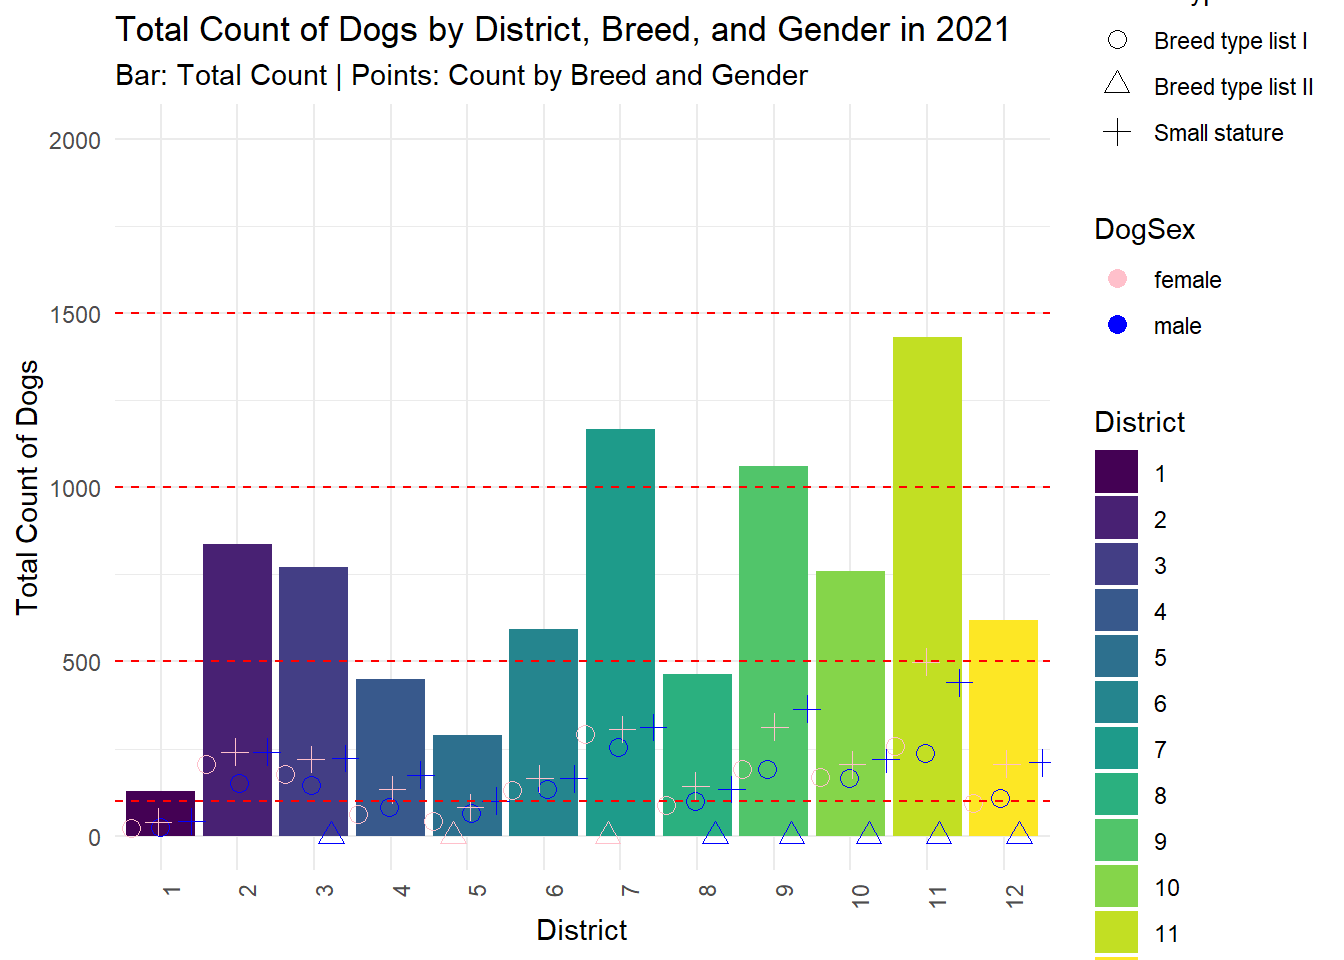 Total Count of Dogs by District, Breed, and Gender in 2021
Bar: Total Count | Points: Count by Breed and Gender
2000
1500
1000
500
0
Total Count of Dogs
1
2
3
4
5
6
7
8
9
10
11
12
District
Breed type list I
Breed type list II
Small stature
DogSex
female
male
District
1
2
3
4
5
6
7
8
9
10
11